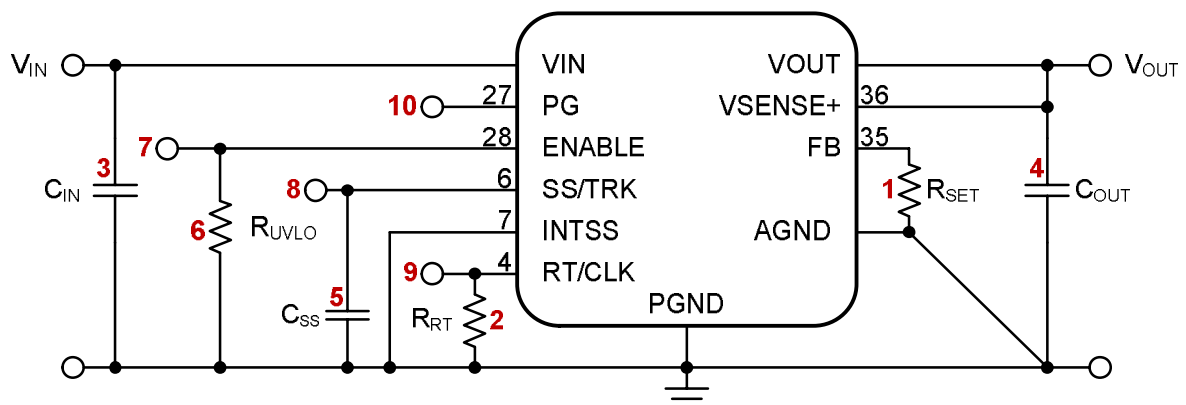 VIN
VIN
VOUT
VOUT
10
27
PG
VSENSE+
36
7
28
ENABLE
FB
35
3
CIN
8
6
SS/TRK
1
RSET
4
COUT
6
RUVLO
7
INTSS
AGND
9
4
RT/CLK
5
CSS
RRT
2
PGND